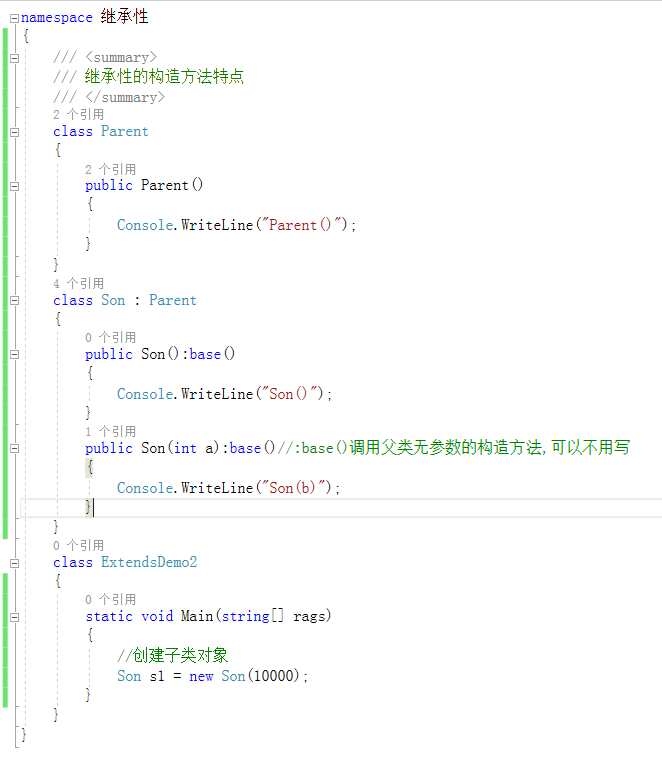 namespace 继承性
{
/// <summary>
/// 继承性的构造方法特点
/// </summary>
2 个引用
class Parent
{
2 个引用
public Parent()
{
Console.WriteLine("Parent()");
}
}
4 个引用
class Son : Parent
{
0 个引用
public Son():base()
{
Console.WriteLine("Son()");
}
1 个引用
public Son(int a):base()//:base()调用父类无参数的构造方法,可以不用写
{
Console.WriteLine("Son(b)");
}
}
0 个引用
class ExtendsDemo2
{
0 个引用
static void Main(string[] rags)
{
//创建子类对象
Son s1 = new Son(10000);
}
}
}